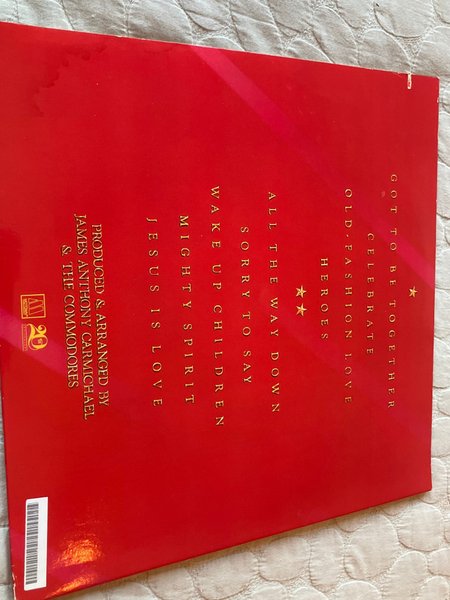 GOT TO BE TOGETHER
CELEBRATE
OLD-FASHION LOVE
HEROES
ALL THE WAY DOWN
SORRY TO SAY
WAKE UP CHILDREN
MIGHTY SPIRIT
JESUS IS LOVE
PRODUCED & ARRANGED BY
JAMES ANTHONY CARMICHAEL
& THE COMMODORES
20